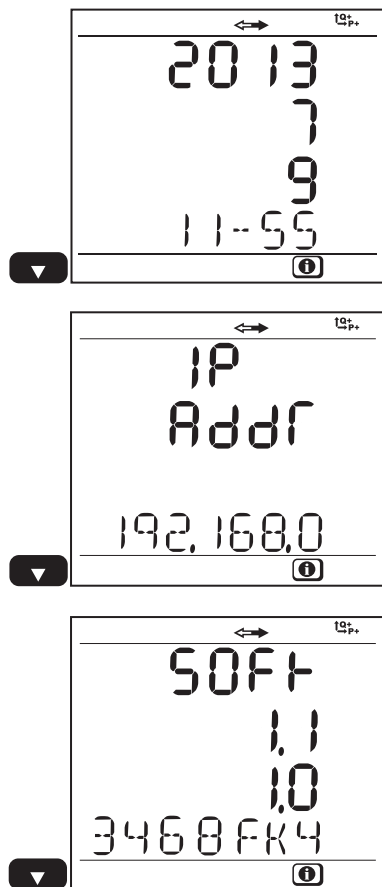 Q+
P+
2013
7
9
11-55
Q+
P+
IP
Addr
192.168.0
Q+
P+
SOFt
1.1
1.0
3468FK4